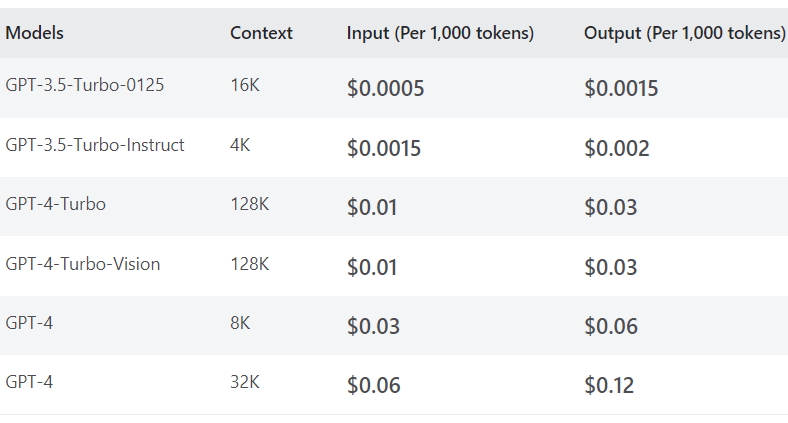 Models Context Input (Per 1,000 tokens) Output (Per 1,000 tokens)
GPT-3.5-Turbo-0125 16K $0.0005 $0.0015
GPT-3.5-Turbo-Instruct 4K $0.0015 $0.002
GPT-4-Turbo 128K $0.01 $0.03
GPT-4-Turbo-Vision 128K $0.01 $0.03
GPT-4 8K $0.03 $0.06
GPT-4 32K $0.06 $0.12